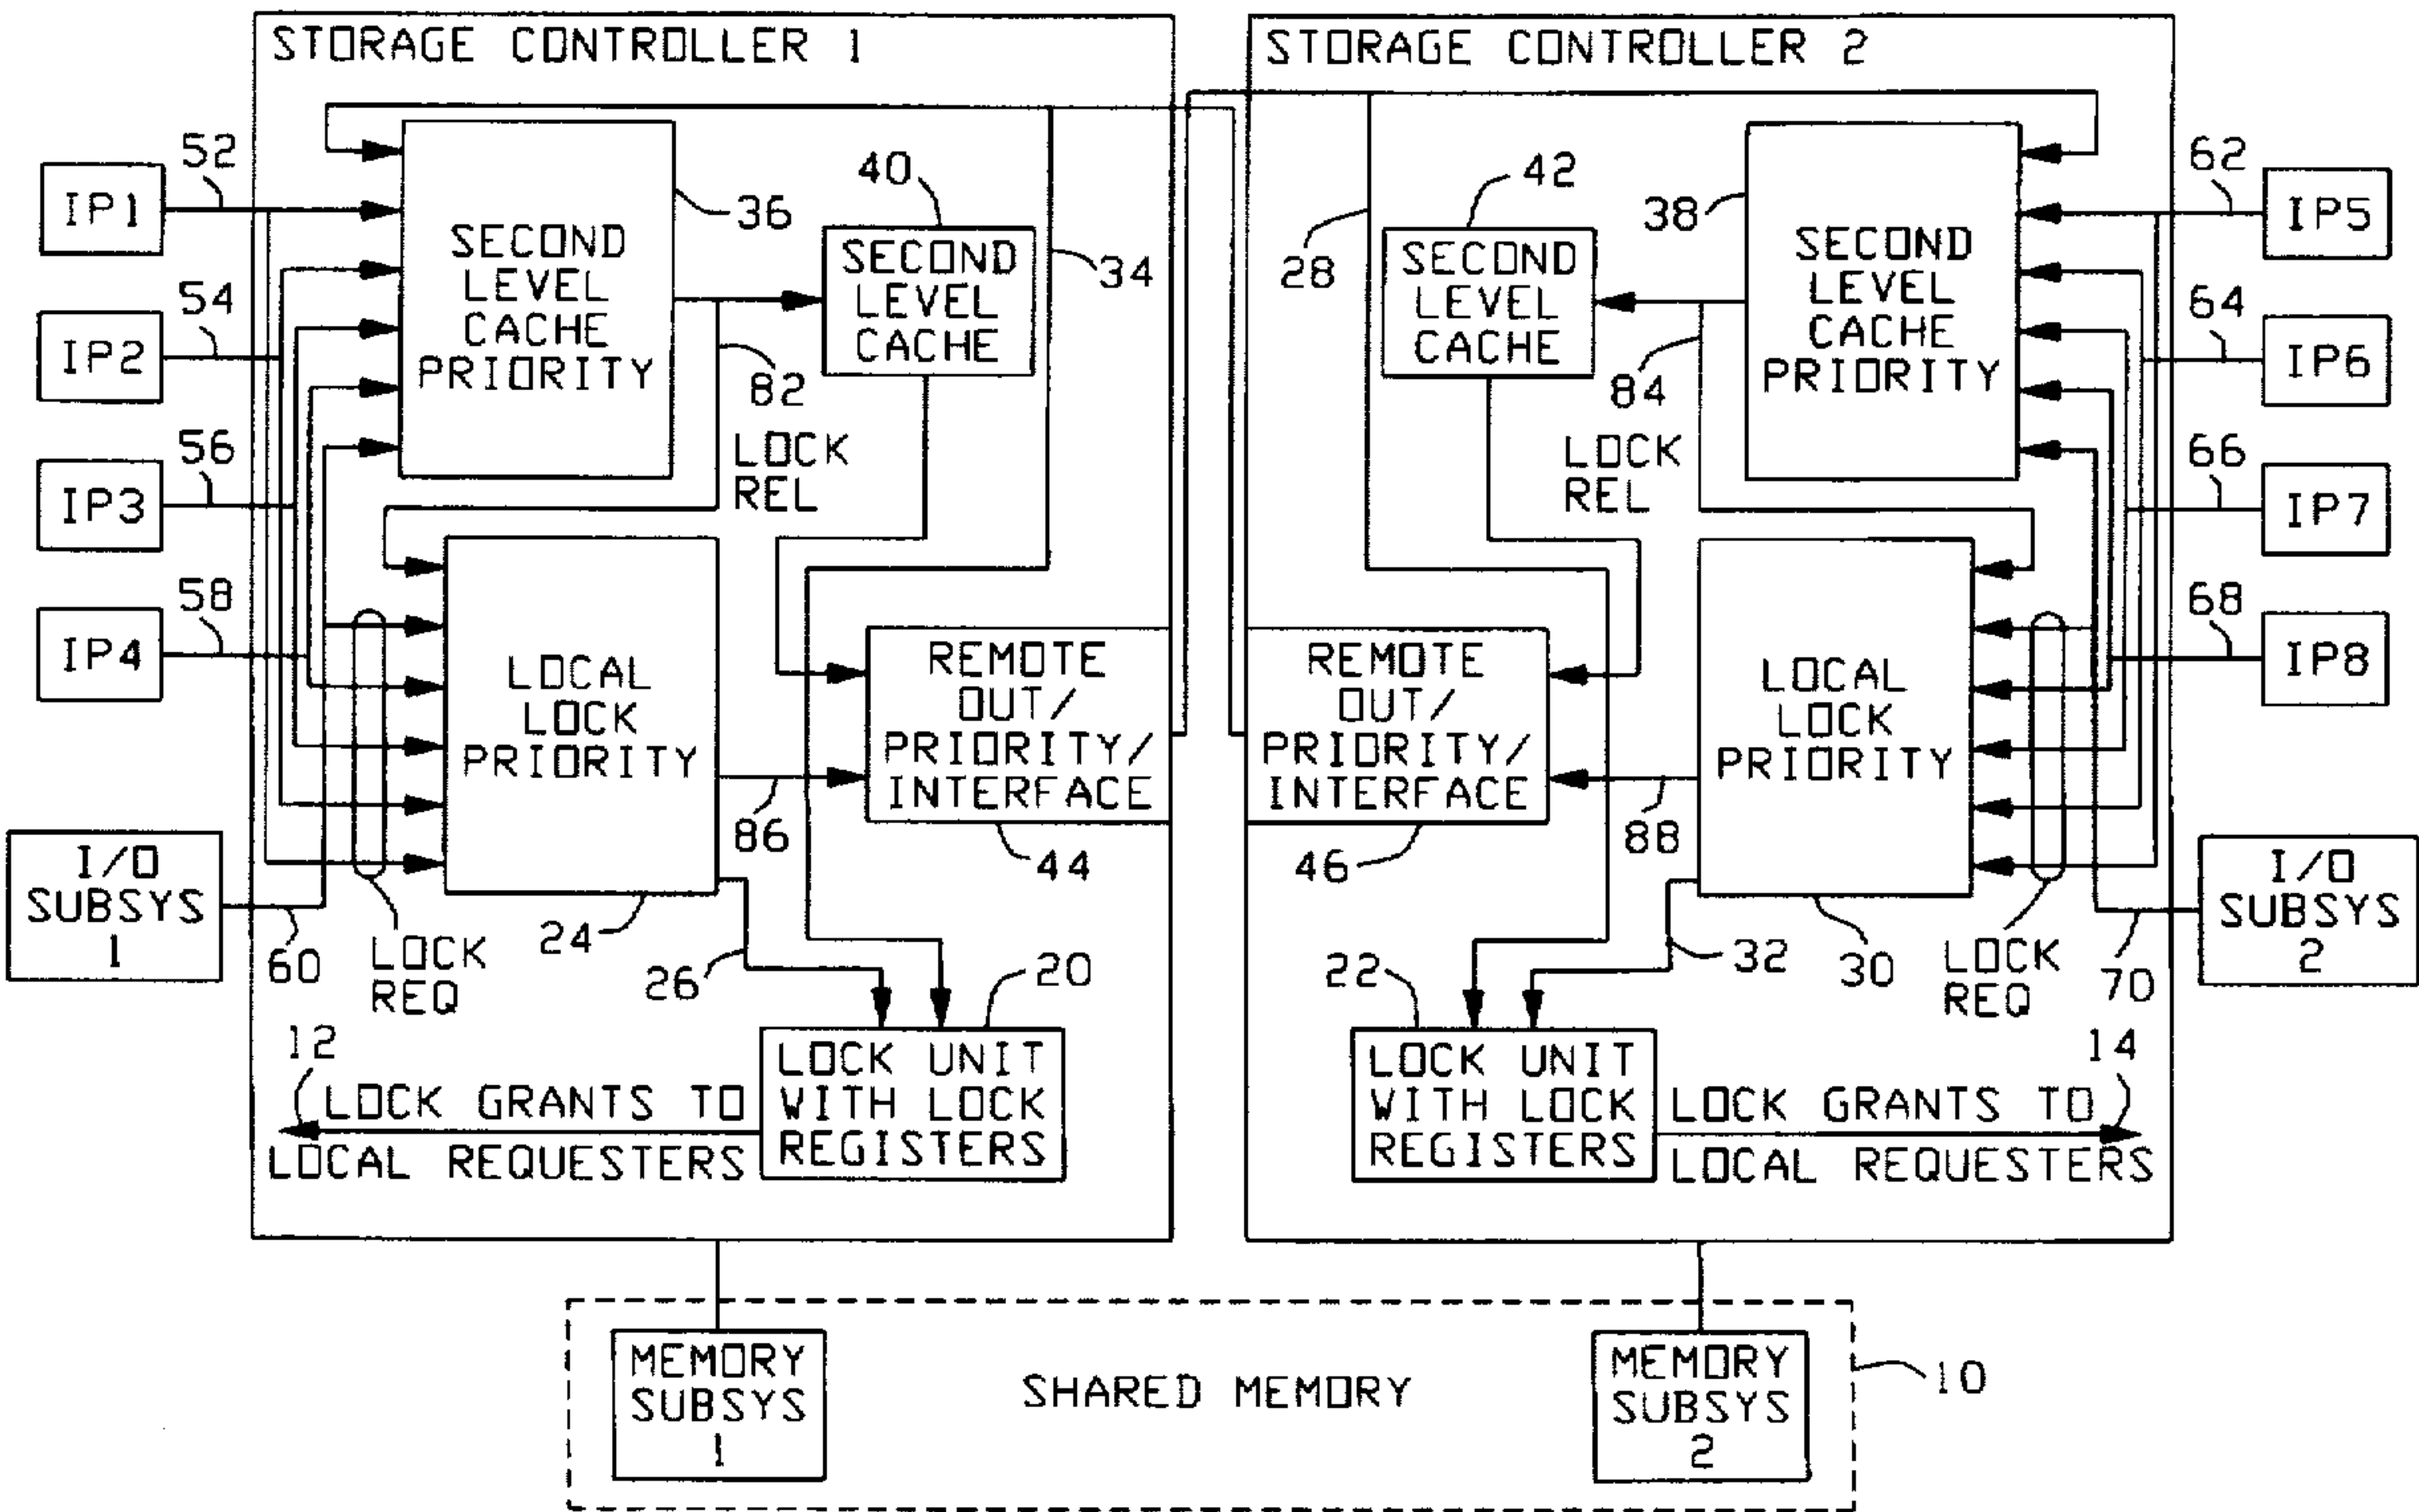 STORAGE CONTROLLER 1
STORAGE CONTROLLER 2
52
IP1
54
IP2
56
IP3
58
IP4
I/O
SUBSYS
1
60
SECOND
LEVEL
CACHE
PRIORITY
36
40
SECOND
LEVEL
CACHE
34
82
LOCK
REL
LOCAL
LOCK
PRIORITY
24
LOCK
REQ
86
26
REMOTE
OUT/
PRIORITY/
INTERFACE
44
20
LOCK UNIT
WITH LOCK
REGISTERS
12
LOCK GRANTS TO
LOCAL REQUESTERS
28
42
SECOND
LEVEL
CACHE
38
SECOND
LEVEL
CACHE
PRIORITY
84
LOCK
REL
62
IP5
64
IP6
66
IP7
68
IP8
REMOTE
OUT/
PRIORITY/
INTERFACE
46
88
LOCAL
LOCK
PRIORITY
30
32
LOCK
REQ
70
I/O
SUBSYS
2
22
LOCK UNIT
WITH LOCK
REGISTERS
14
LOCK GRANTS TO
LOCAL REQUESTERS
MEMORY
SUBSYS
1
SHARED MEMORY
MEMORY
SUBSYS
2
10